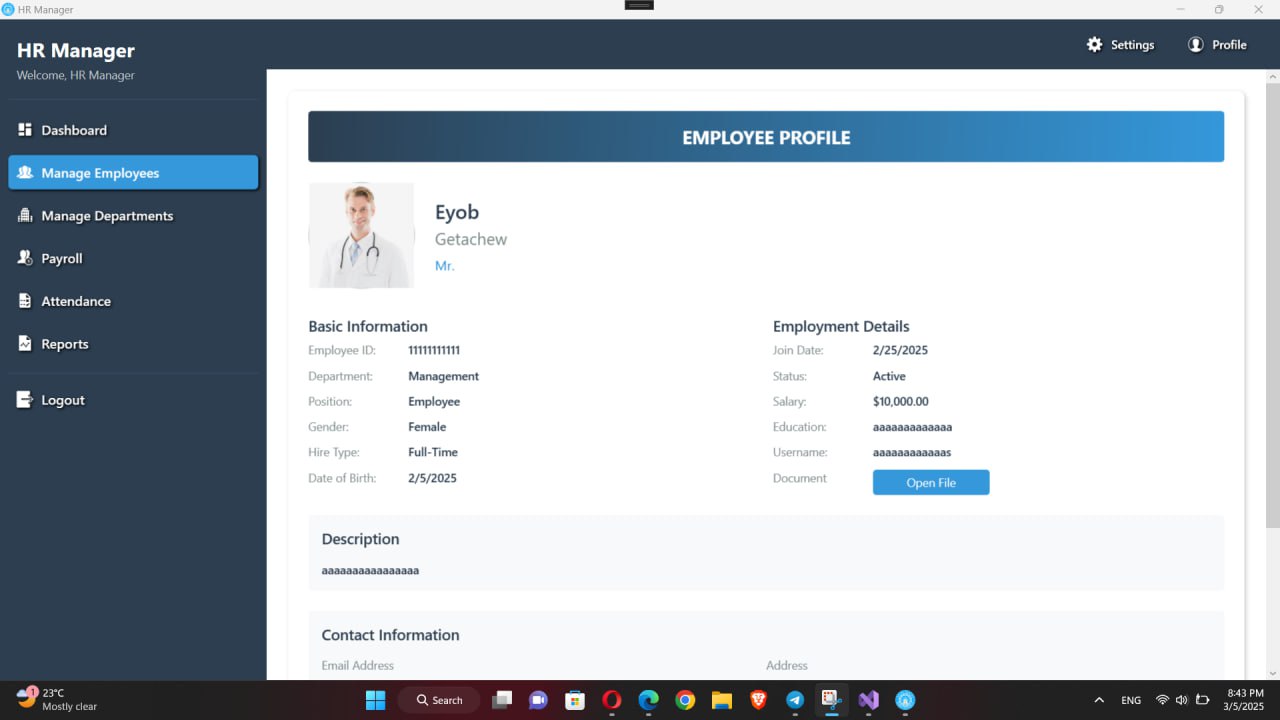 HR Manager
HR Manager
Welcome, HR Manager
Settings
Profile
Dashboard
Manage Employees
Manage Departments
Payroll
Attendance
Reports
Logout
EMPLOYEE PROFILE
Eyob
Getachew
Mr.
Basic Information
Employee ID: 11111111111
Department: Management
Position: Employee
Gender: Female
Hire Type: Full-Time
Date of Birth: 2/5/2025
Employment Details
Join Date: 2/25/2025
Status: Active
Salary: $10,000.00
Education: aaaaaaaaaaaaa
Username: aaaaaaaaaaaas
Document Open File
Description
aaaaaaaaaaaaaaaa
Contact Information
Email Address
Address
1
23°C
Mostly clear
Search
ENG
8:43 PM
3/5/2025